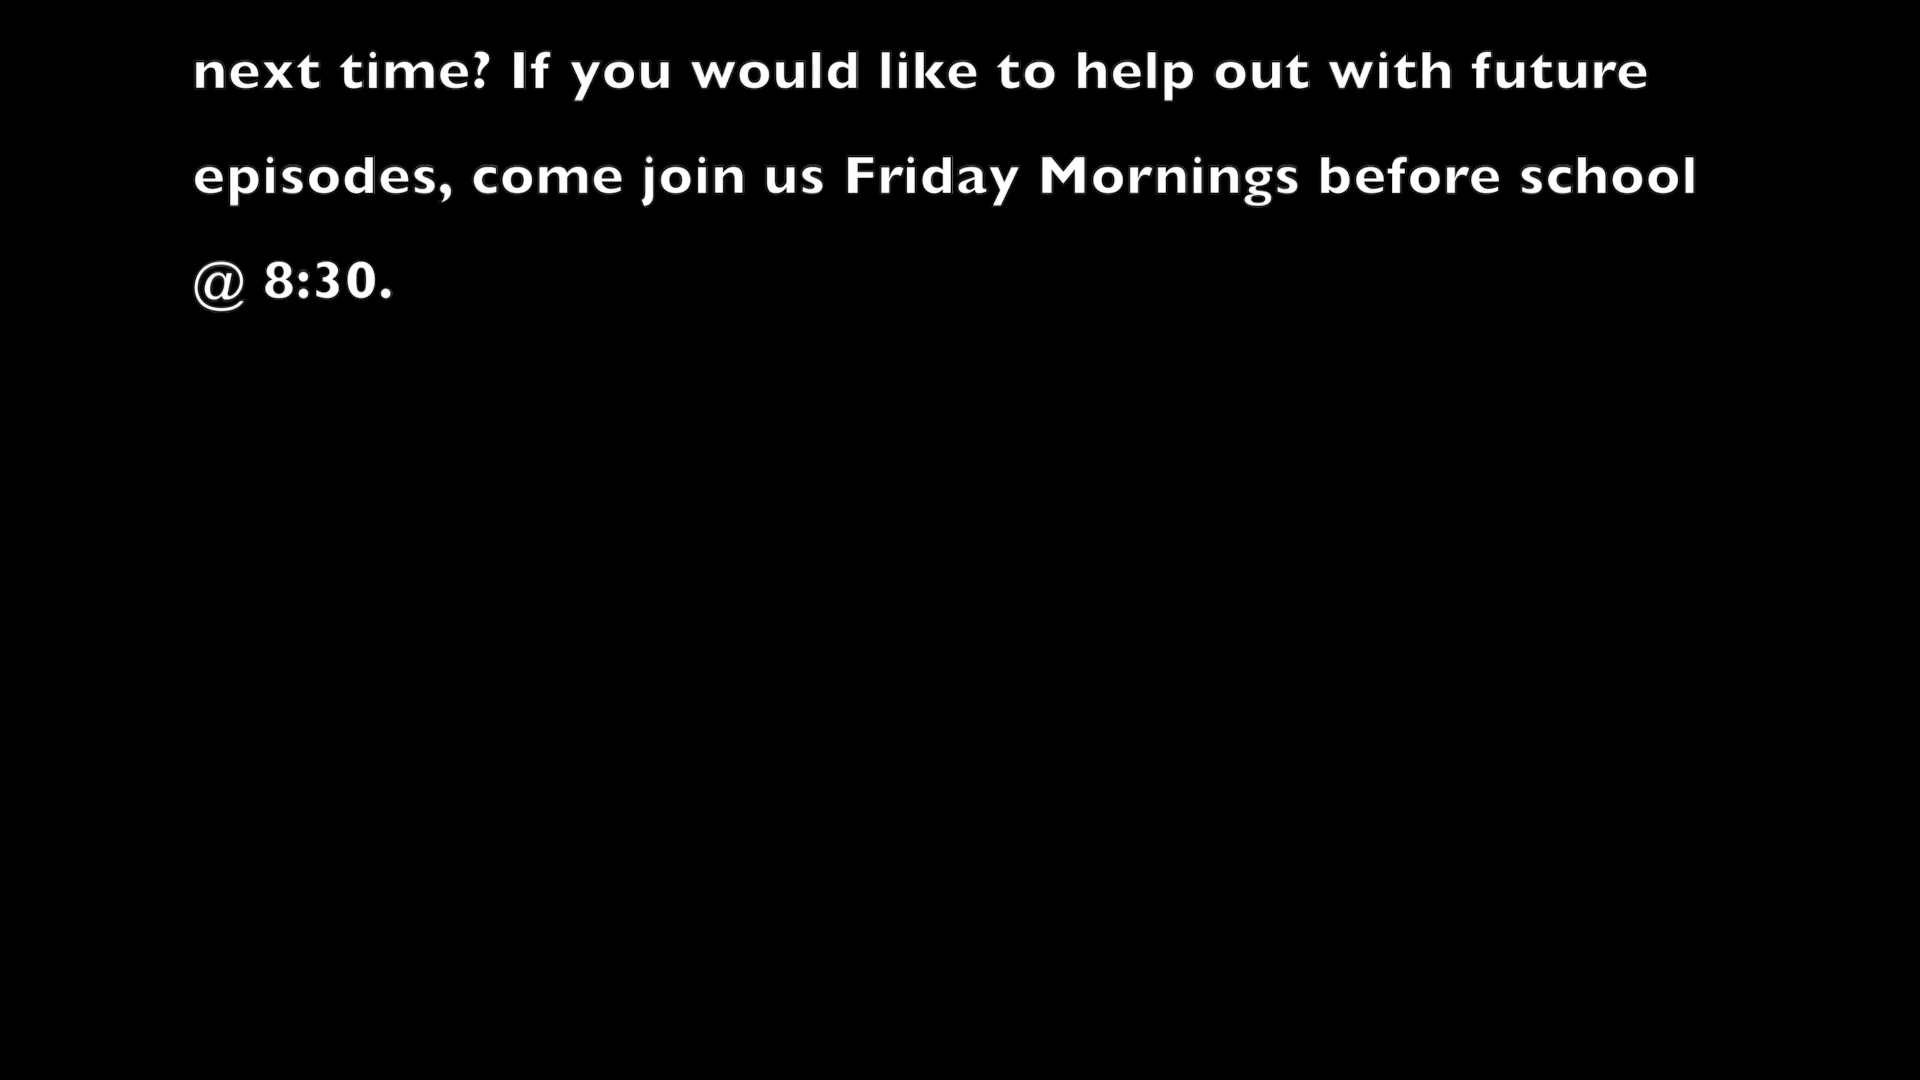 next time? If you would like to help out with future
episodes, come join us Friday Mornings before school
@ 8:30.